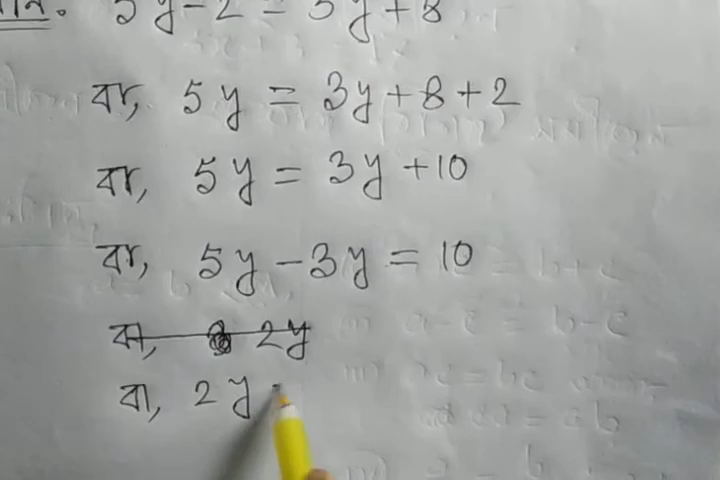 5y - 2 = 3y + 8
বা, 5y = 3y + 8 + 2
বা, 5y = 3y + 10
বা, 5y - 3y = 10
বা, 2y
বা, 2y